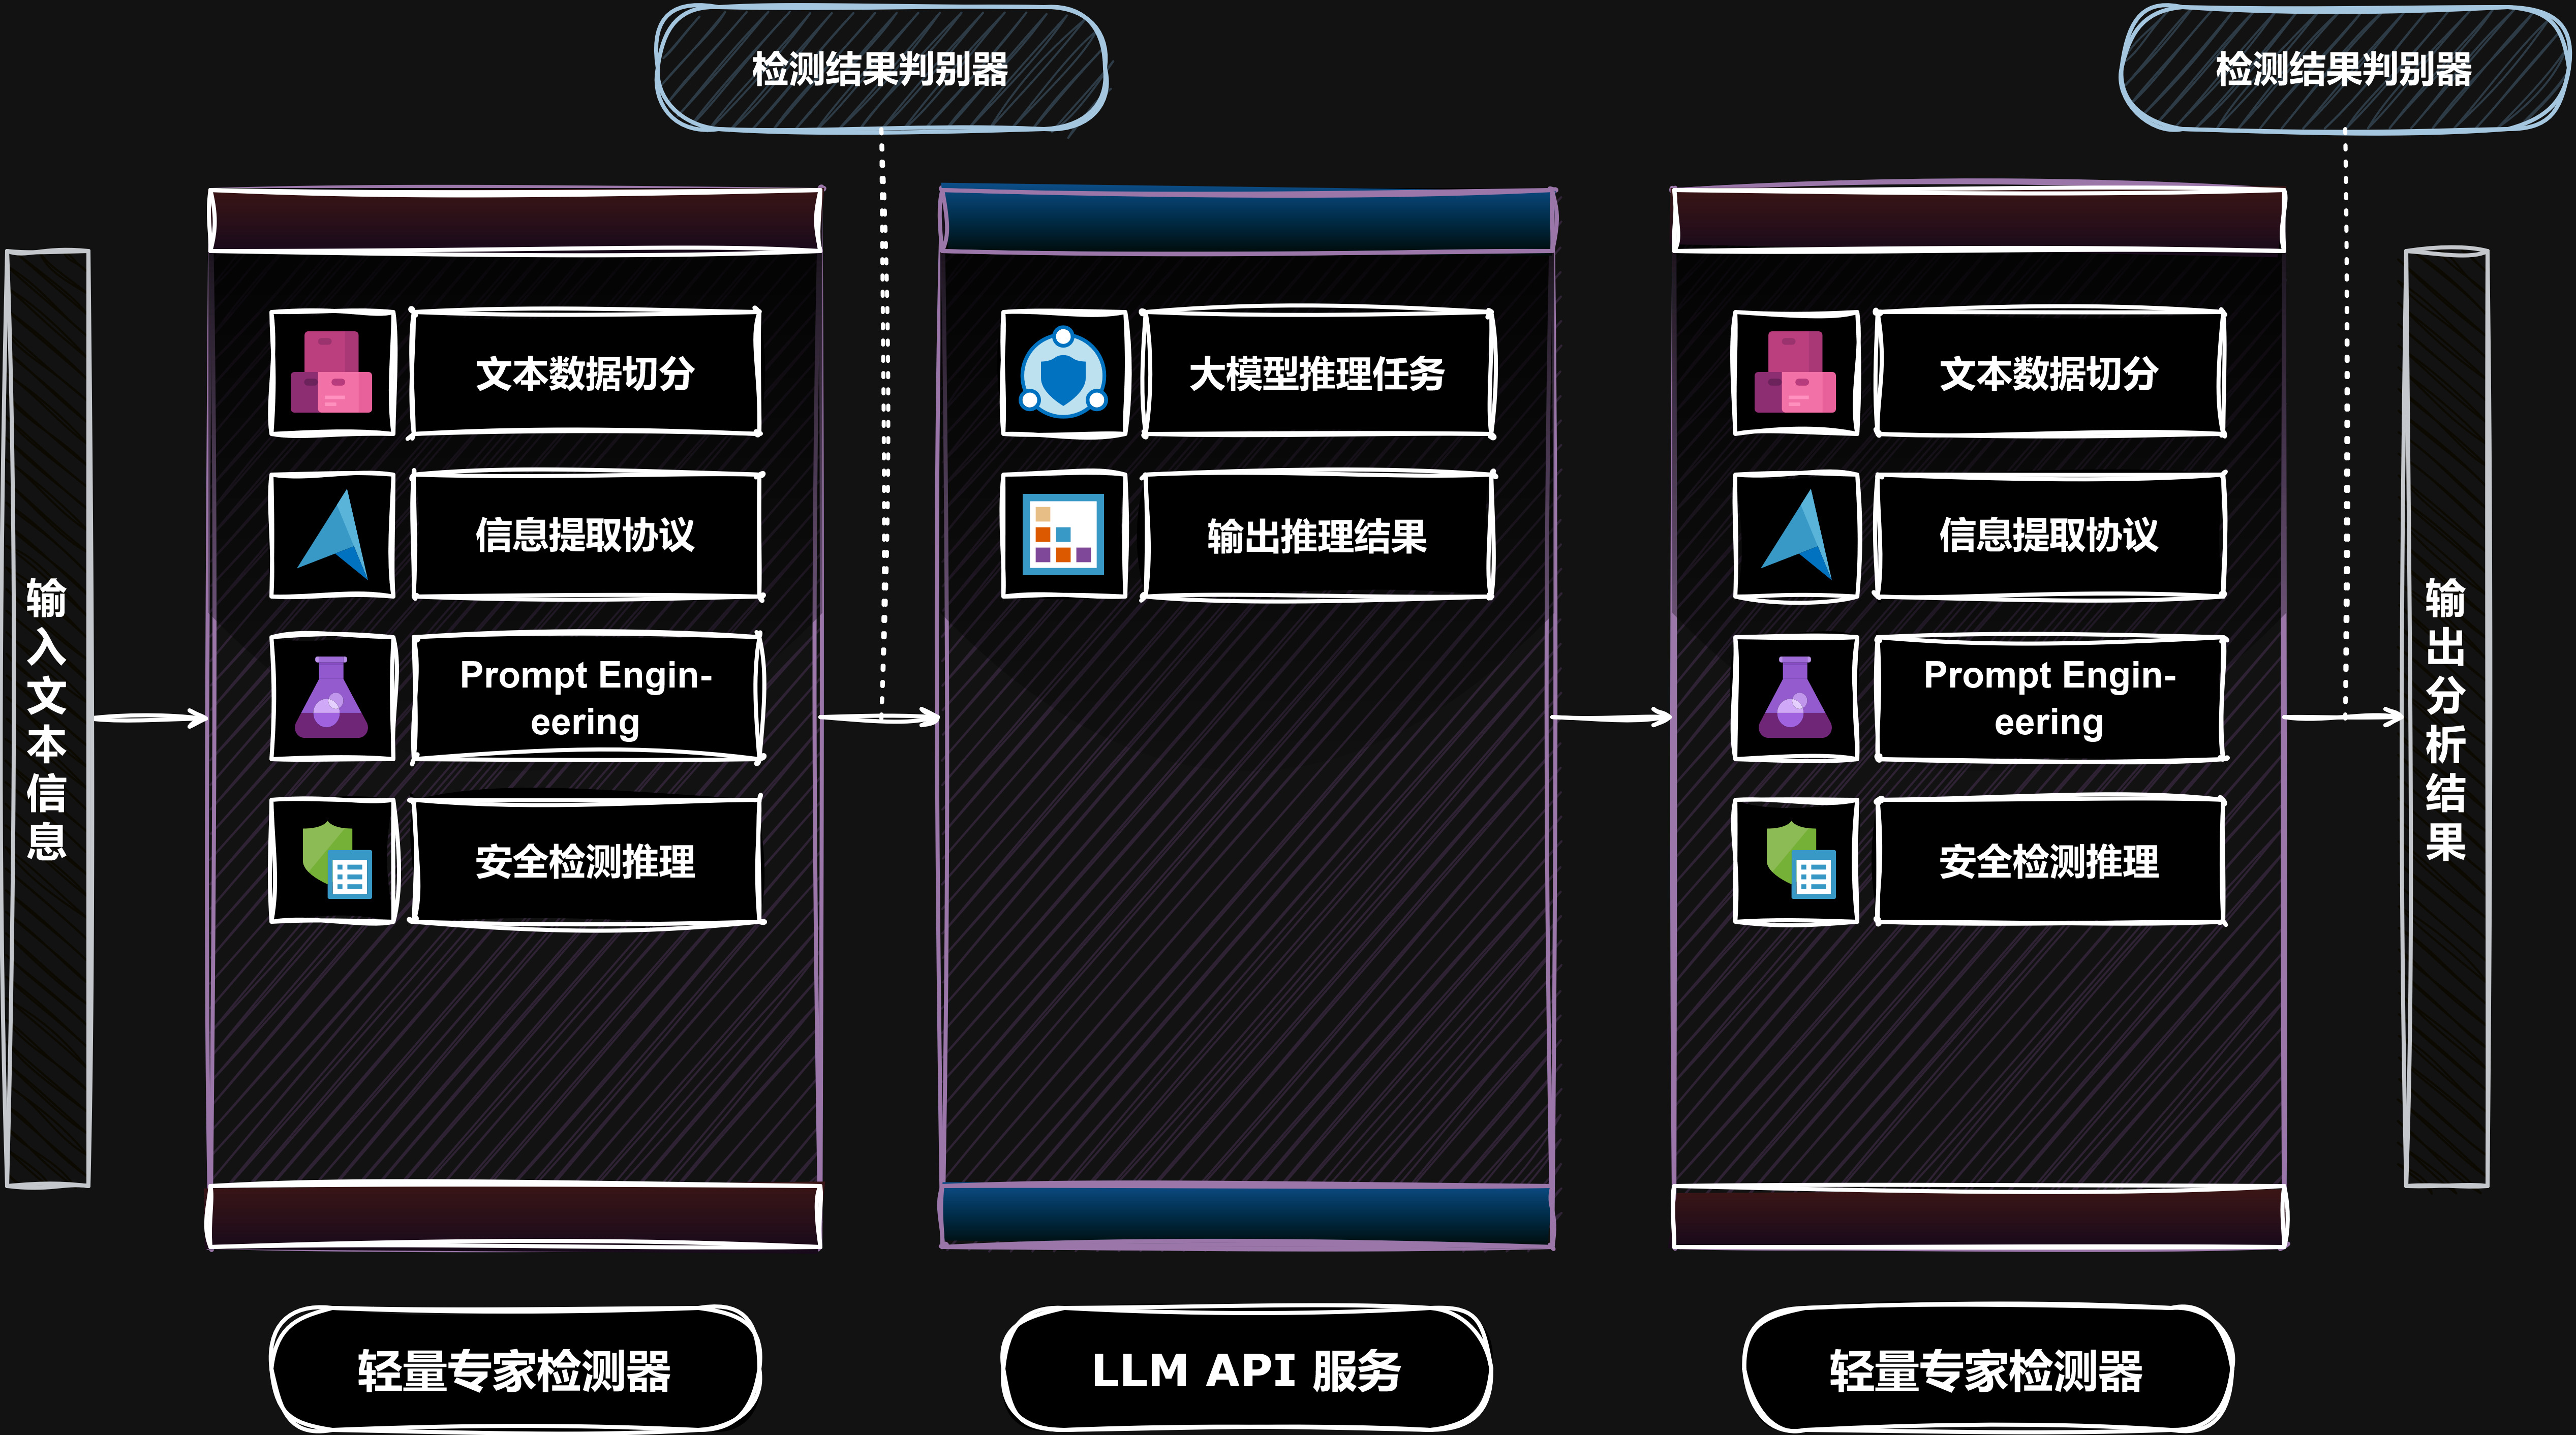 检测结果判别器
检测结果判别器
输入文本信息
文本数据切分
信息提取协议
Prompt Engin-
eering
安全检测推理
大模型推理任务
输出推理结果
文本数据切分
信息提取协议
Prompt Engin-
eering
安全检测推理
输出分析结果
轻量专家检测器
LLM API 服务
轻量专家检测器